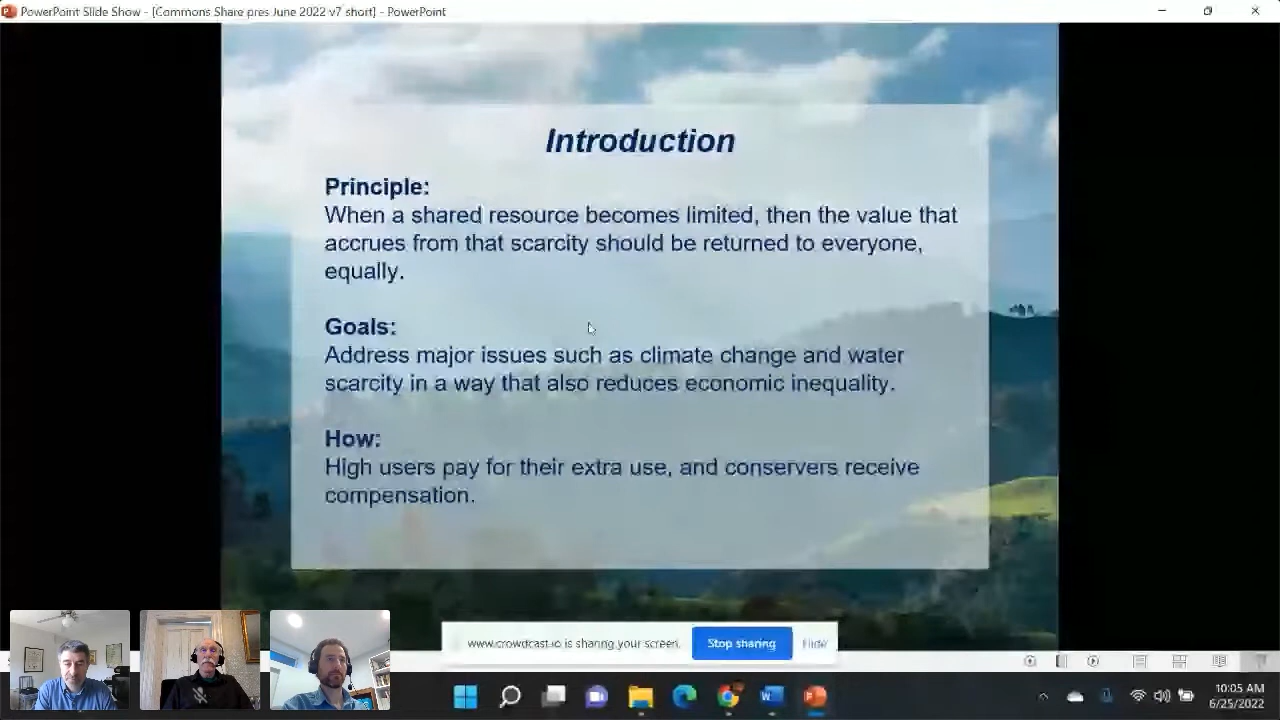 PowerPoint Slide Show - [Commons Share pres June 2022 v7 short] - PowerPoint
Introduction
Principle:
When a shared resource becomes limited, then the value that
accrues from that scarcity should be returned to everyone,
equally.
Goals:
Address major issues such as climate change and water
scarcity in a way that also reduces economic inequality.
How:
High users pay for their extra use, and conservers receive
compensation.
www.crowdcast.io is sharing your screen.
Stop sharing
Hide
10:05 AM
6/25/2022